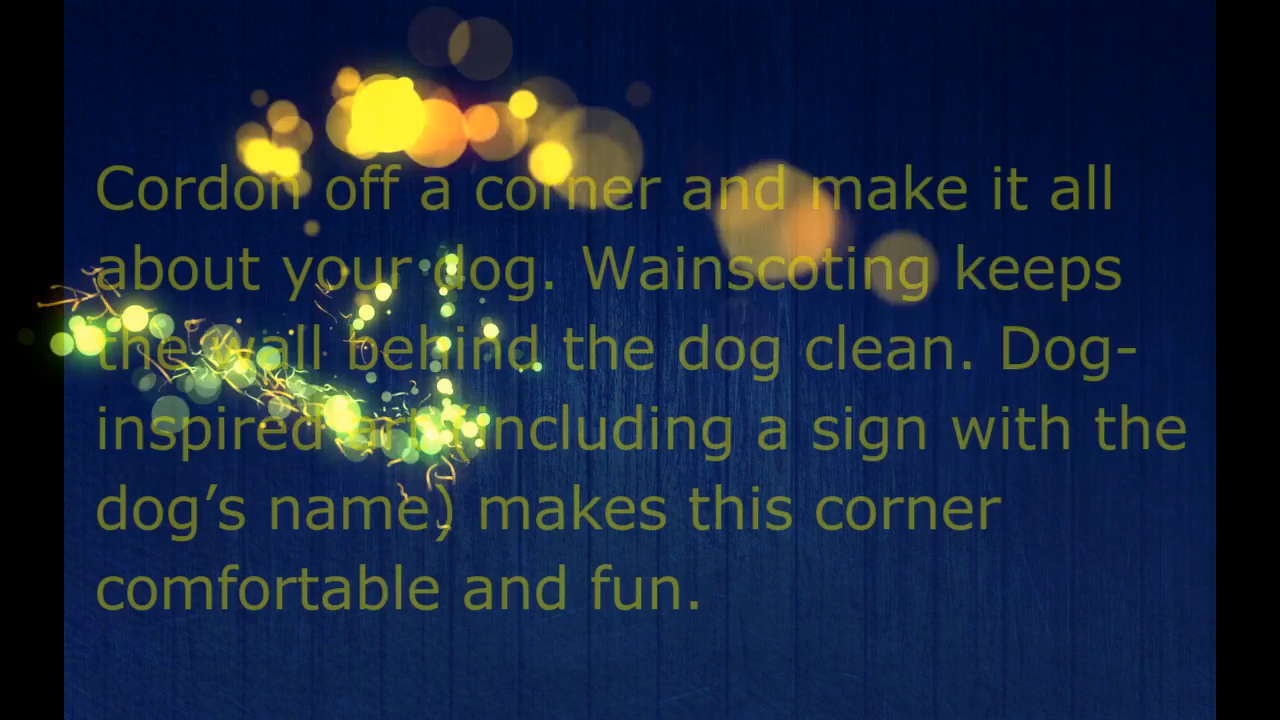 Cordon off a corner and make it all
about your dog. Wainscoting keeps
the wall behind the dog clean. Dog-
inspired art (including a sign with the
dog’s name) makes this corner
comfortable and fun.